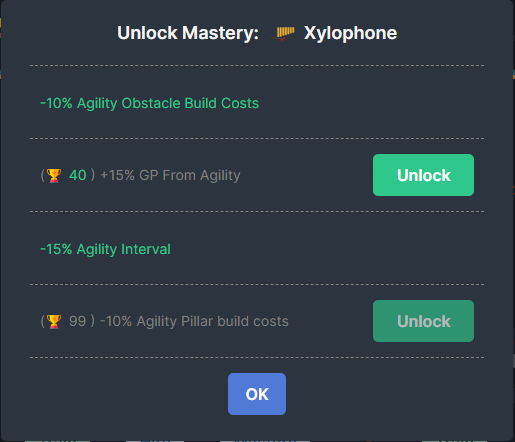 Unlock Mastery: Xylophone
-10% Agility Obstacle Build Costs
( 40 ) +15% GP From Agility
Unlock
-15% Agility Interval
( 99 ) -10% Agility Pillar build costs
Unlock
OK